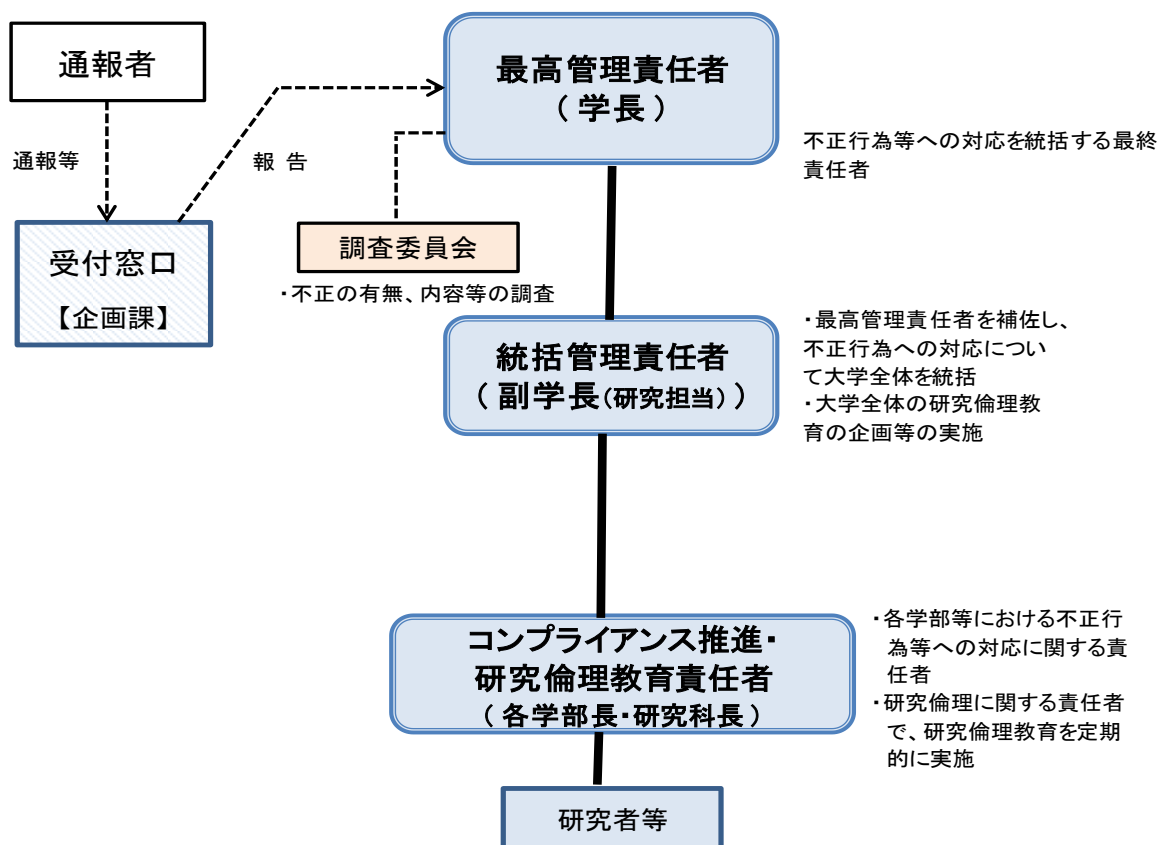 通報者
最高管理責任者
（ 学長 ）
通報等
報 告
不正行為等への対応を統括する最終
責任者
受付窓口
【企画課】
調査委員会
・不正の有無、内容等の調査
統括管理責任者
（ 副学長（研究担当） ）
・最高管理責任者を補佐し、
不正行為への対応につい
て大学全体を統括
・大学全体の研究倫理教
育の企画等の実施
コンプライアンス推進・
研究倫理教育責任者
（ 各学部長・研究科長 ）
・各学部等における不正行
為等への対応に関する責
任者
・研究倫理に関する責任者
で、研究倫理教育を定期
的に実施
研究者等